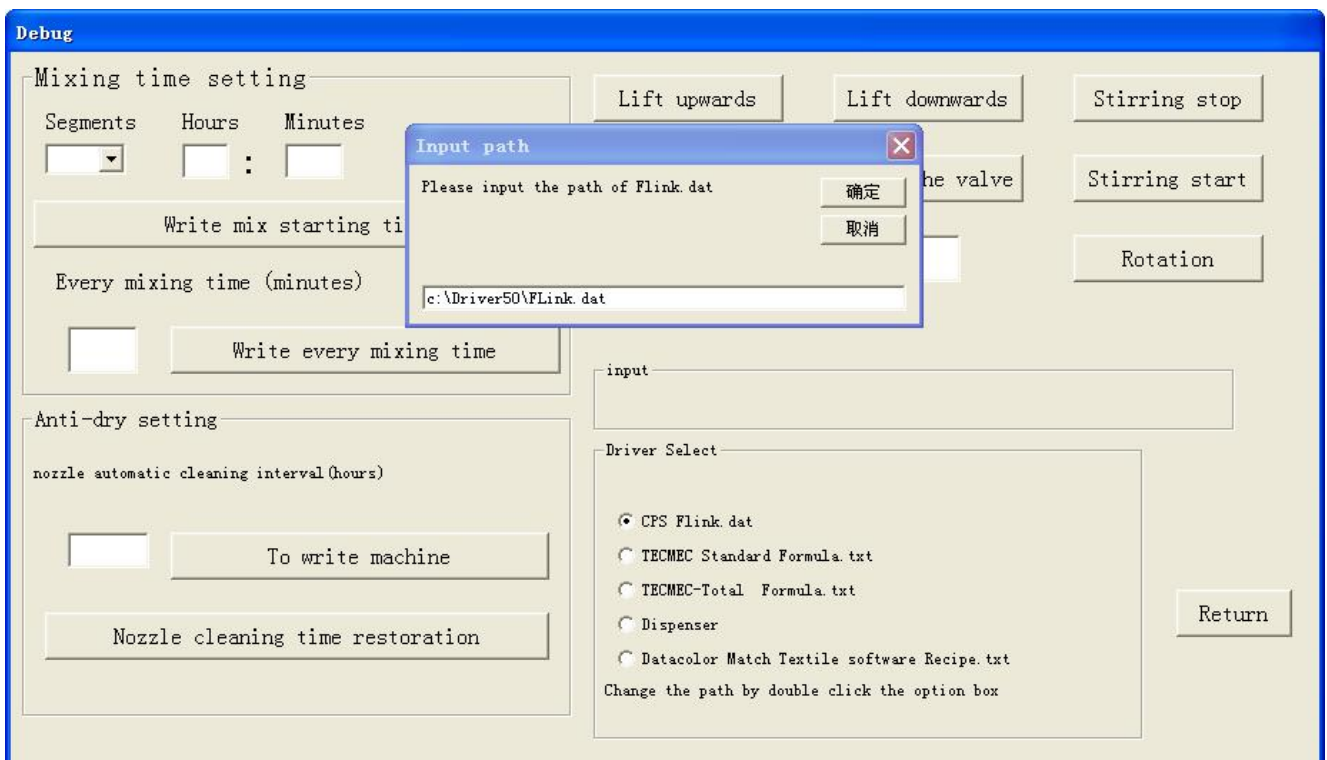 Debug
Mixing time setting
Segments Hours Minutes
:
Write mix starting ti
Every mixing time (minutes)
Write every mixing time
Anti-dry setting
nozzle automatic cleaning interval(hours)
To write machine
Nozzle cleaning time restoration
Lift upwards
Lift downwards
Stirring stop
he valve
Stirring start
Rotation
Input path
Please input the path of Flink.dat
确定
取消
c:\Driver50\FLink.dat
input
Driver Select
CPS Flink.dat
TECMEC Standard Formula.txt
TECMEC-Total Formula.txt
Dispenser
Datacolor Match Textile software Recipe.txt
Change the path by double click the option box
Return